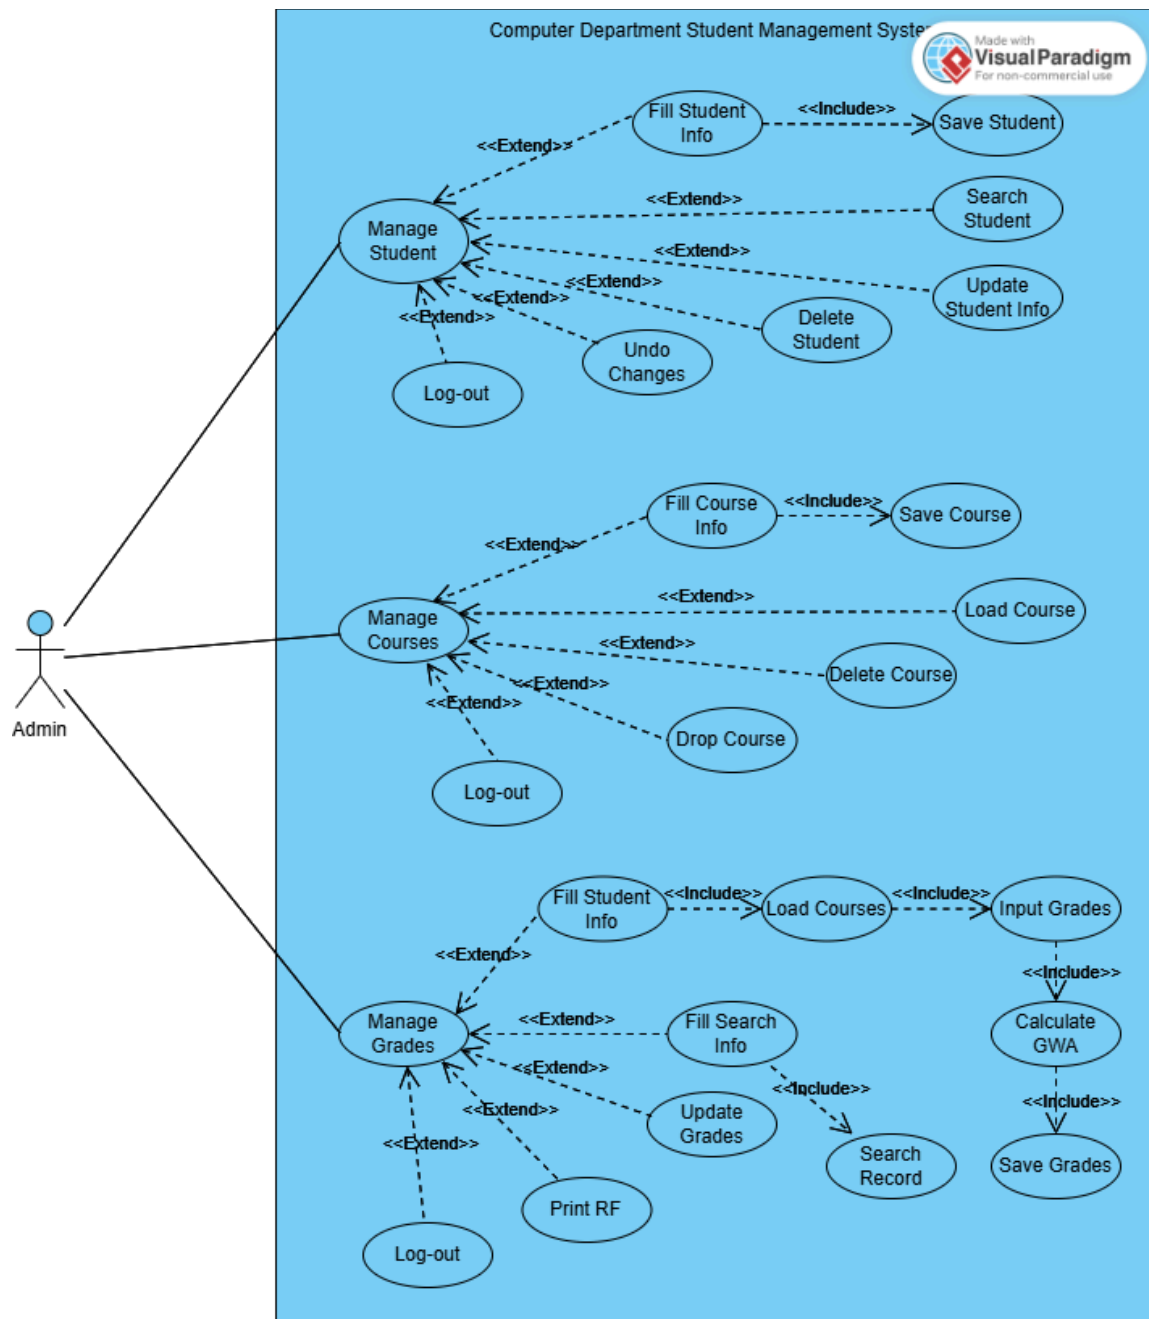 Computer Department Student Management Syste
Made with
Visual Paradigm
For non-commercial use
Fill Student
Info
<<Include>>
Save Student
<<Extend>>
Manage
Student
<<Extend>>
Search
Student
<<Extend>>
Update
Student Info
<<Extend>>
Delete
Student
<<Extend>>
Undo
Changes
<<Extend>>
Log-out
Fill Course
Info
<<Include>>
Save Course
<<Extend>>
Manage
Courses
<<Extend>>
Load Course
<<Extend>>
Delete Course
<<Extend>>
Drop Course
<<Extend>>
Log-out
Admin
Fill Student
Info
<<Include>>
Load Courses
<<Include>>
Input Grades
<<Extend>>
<<Include>>
Manage
Grades
<<Extend>>
Fill Search
Info
Calculate
GWA
<<Extend>>
Update
Grades
<<Include>>
<<Include>>
<<Extend>>
Print RF
Search
Record
Save Grades
<<Extend>>
Log-out